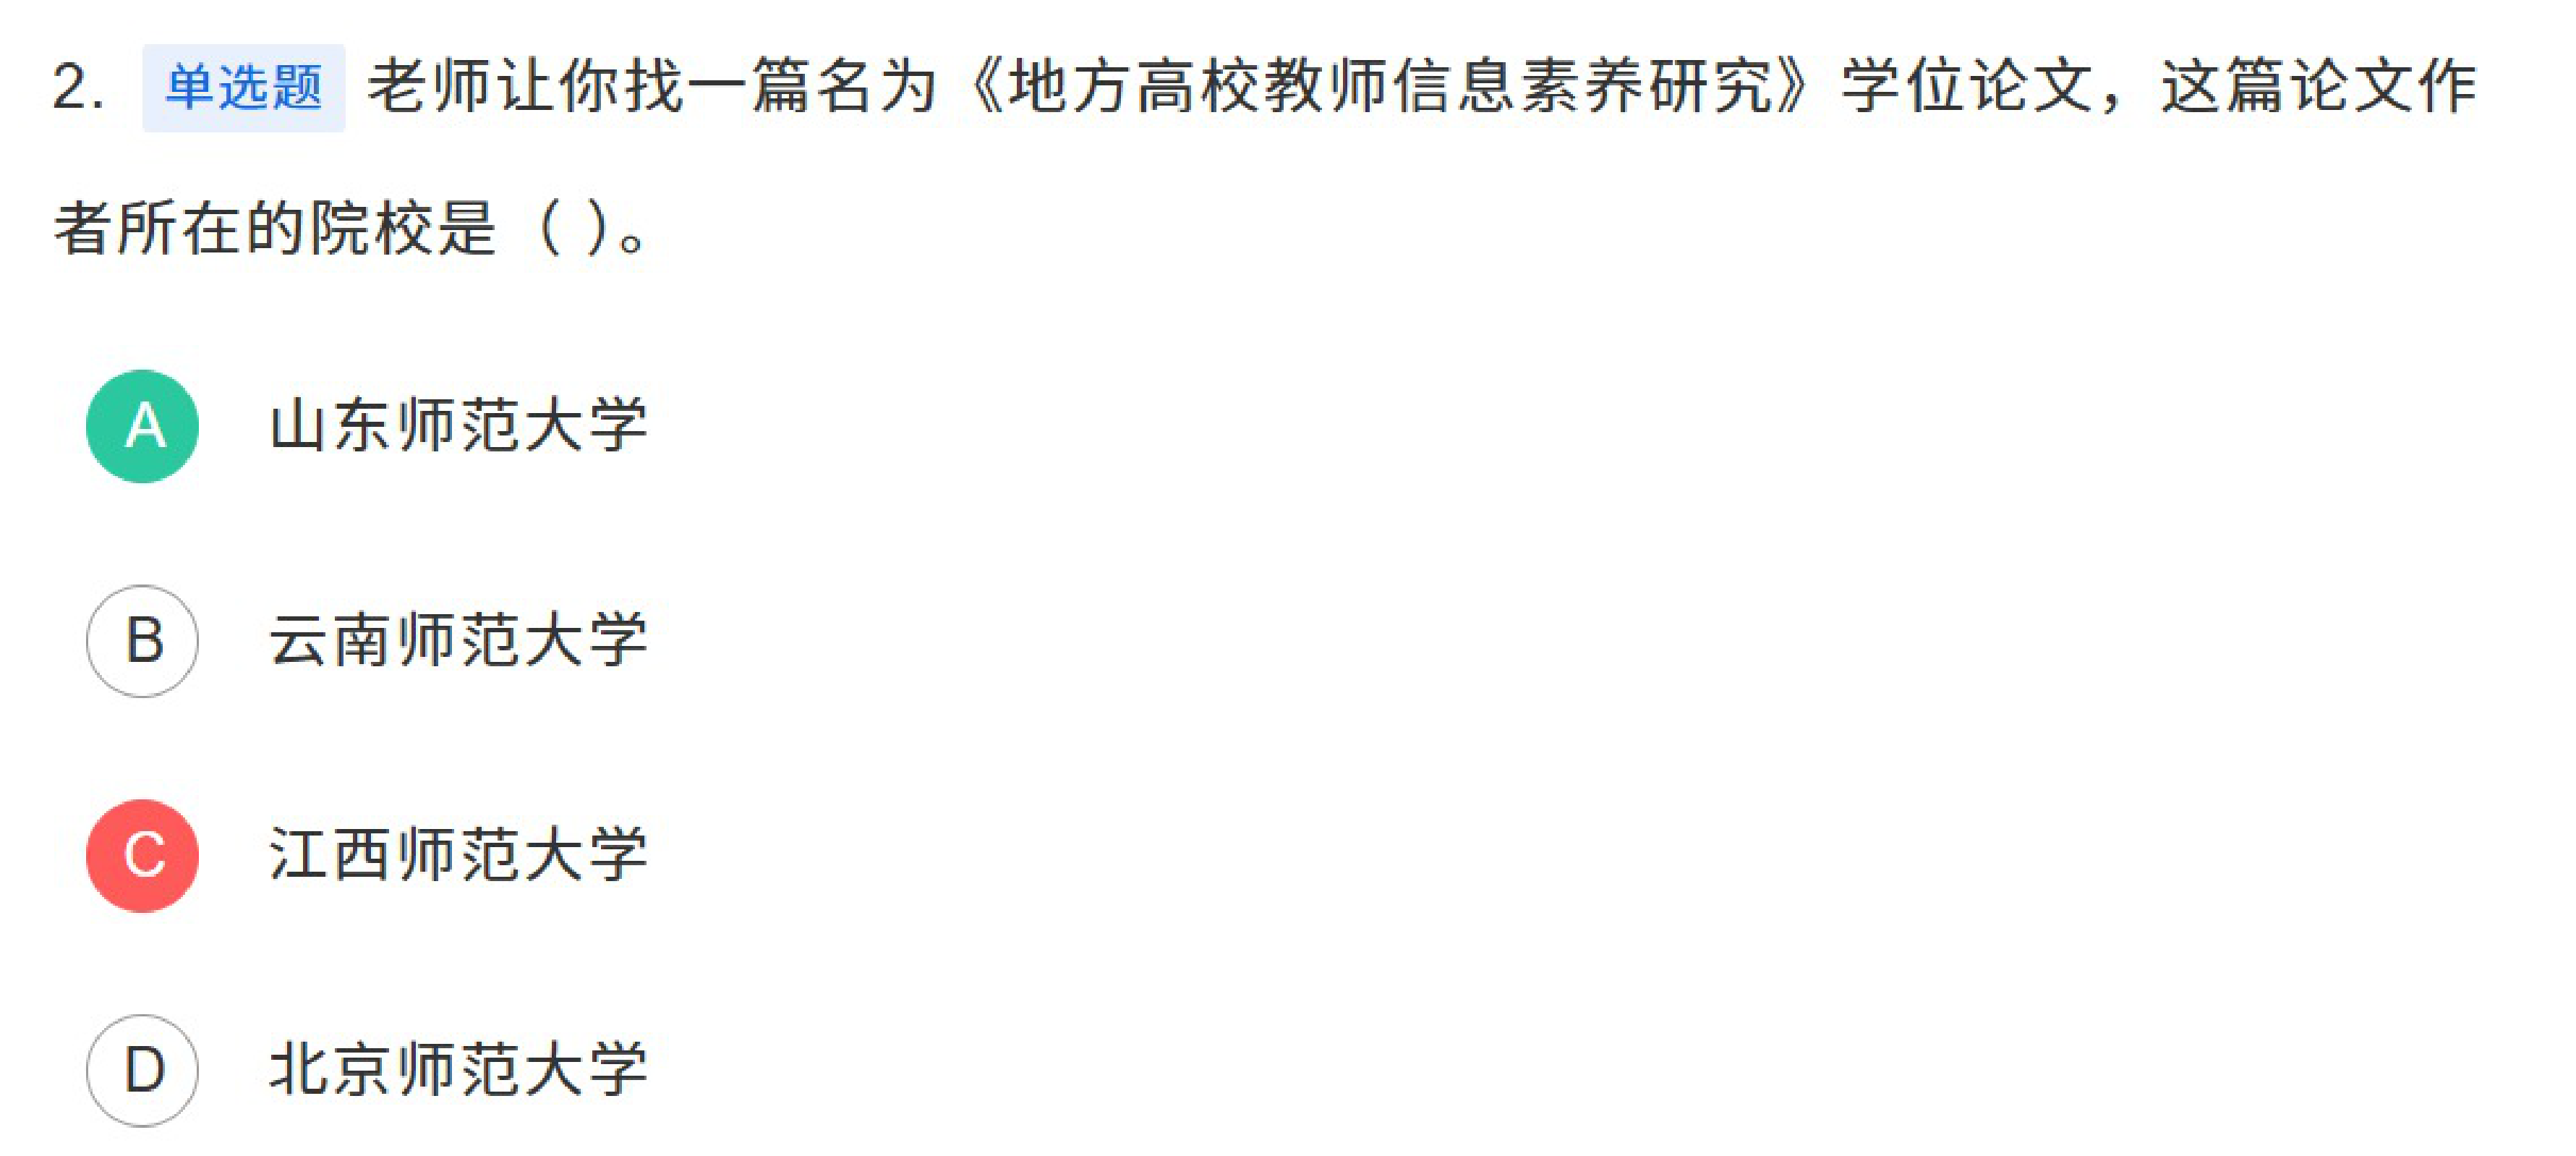 2. 单选题 老师让你找一篇名为《地方高校教师信息素养研究》学位论文，这篇论文作
者所在的院校是（ ）。
A 山东师范大学
B 云南师范大学
C 江西师范大学
D 北京师范大学